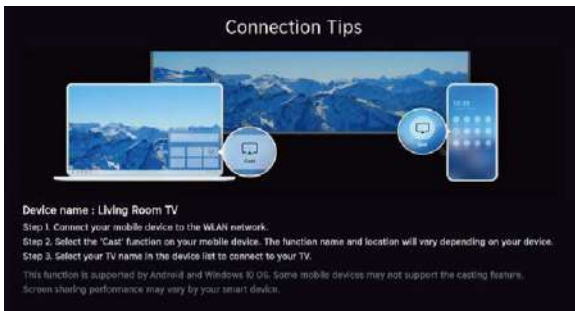 Connection Tips
Cast
Device name : Living Room TV
Step 1. Connect your mobile device to the WLAN network.
Step 2. Select the 'Cast' function on your mobile device. The function name and location will vary depending on your device.
Step 3. Select your TV name in the device list to connect to your TV.
This function is supported by Android and Windows 10 OS. Some mobile devices may not support the casting feature.
Screen sharing performance may vary by your smart device.